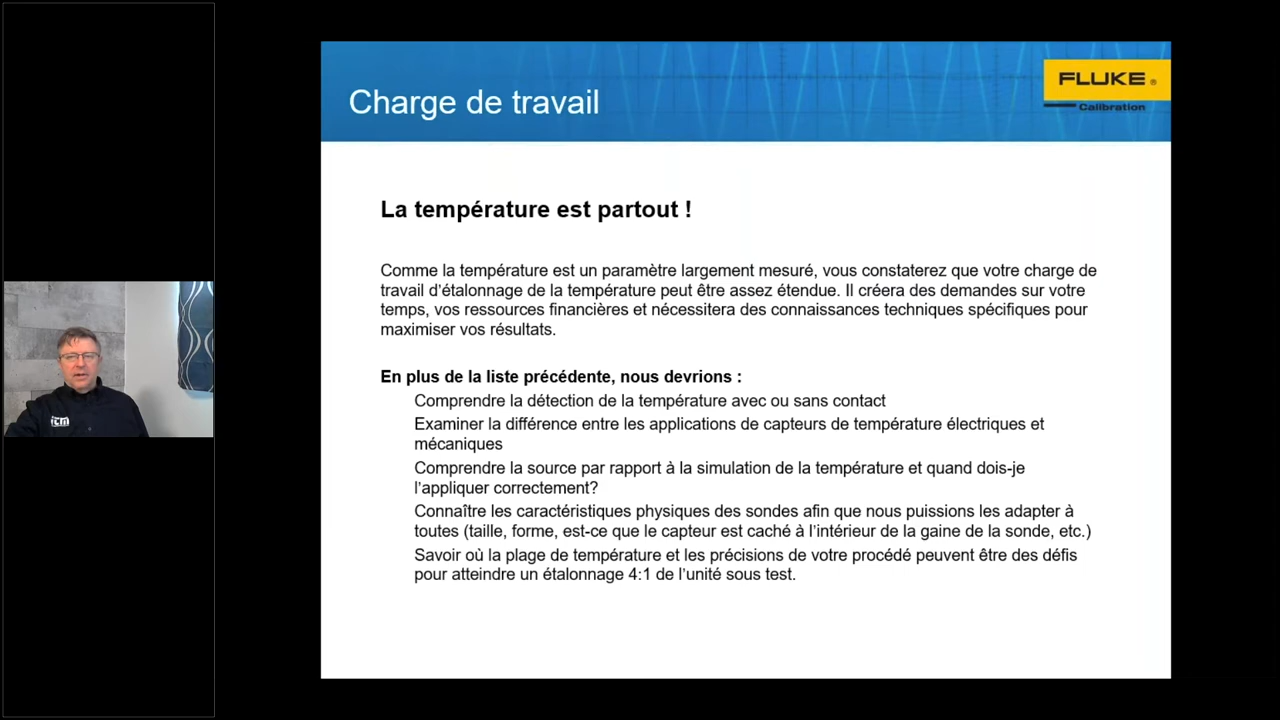 Charge de travail
FLUKE®
Calibration
La température est partout !
Comme la température est un paramètre largement mesuré, vous constaterez que votre charge de
travail d’étalonnage de la température peut être assez étendue. Il créera des demandes sur votre
temps, vos ressources financières et nécessitera des connaissances techniques spécifiques pour
maximiser vos résultats.
En plus de la liste précédente, nous devrions :
Comprendre la détection de la température avec ou sans contact
Examiner la différence entre les applications de capteurs de température électriques et
mécaniques
Comprendre la source par rapport à la simulation de la température et quand dois-je
l’appliquer correctement?
Connaître les caractéristiques physiques des sondes afin que nous puissions les adapter à
toutes (taille, forme, est-ce que le capteur est caché à l’intérieur de la gaine de la sonde, etc.)
Savoir où la plage de température et les précisions de votre procédé peuvent être des défis
pour atteindre un étalonnage 4:1 de l’unité sous test.
itm